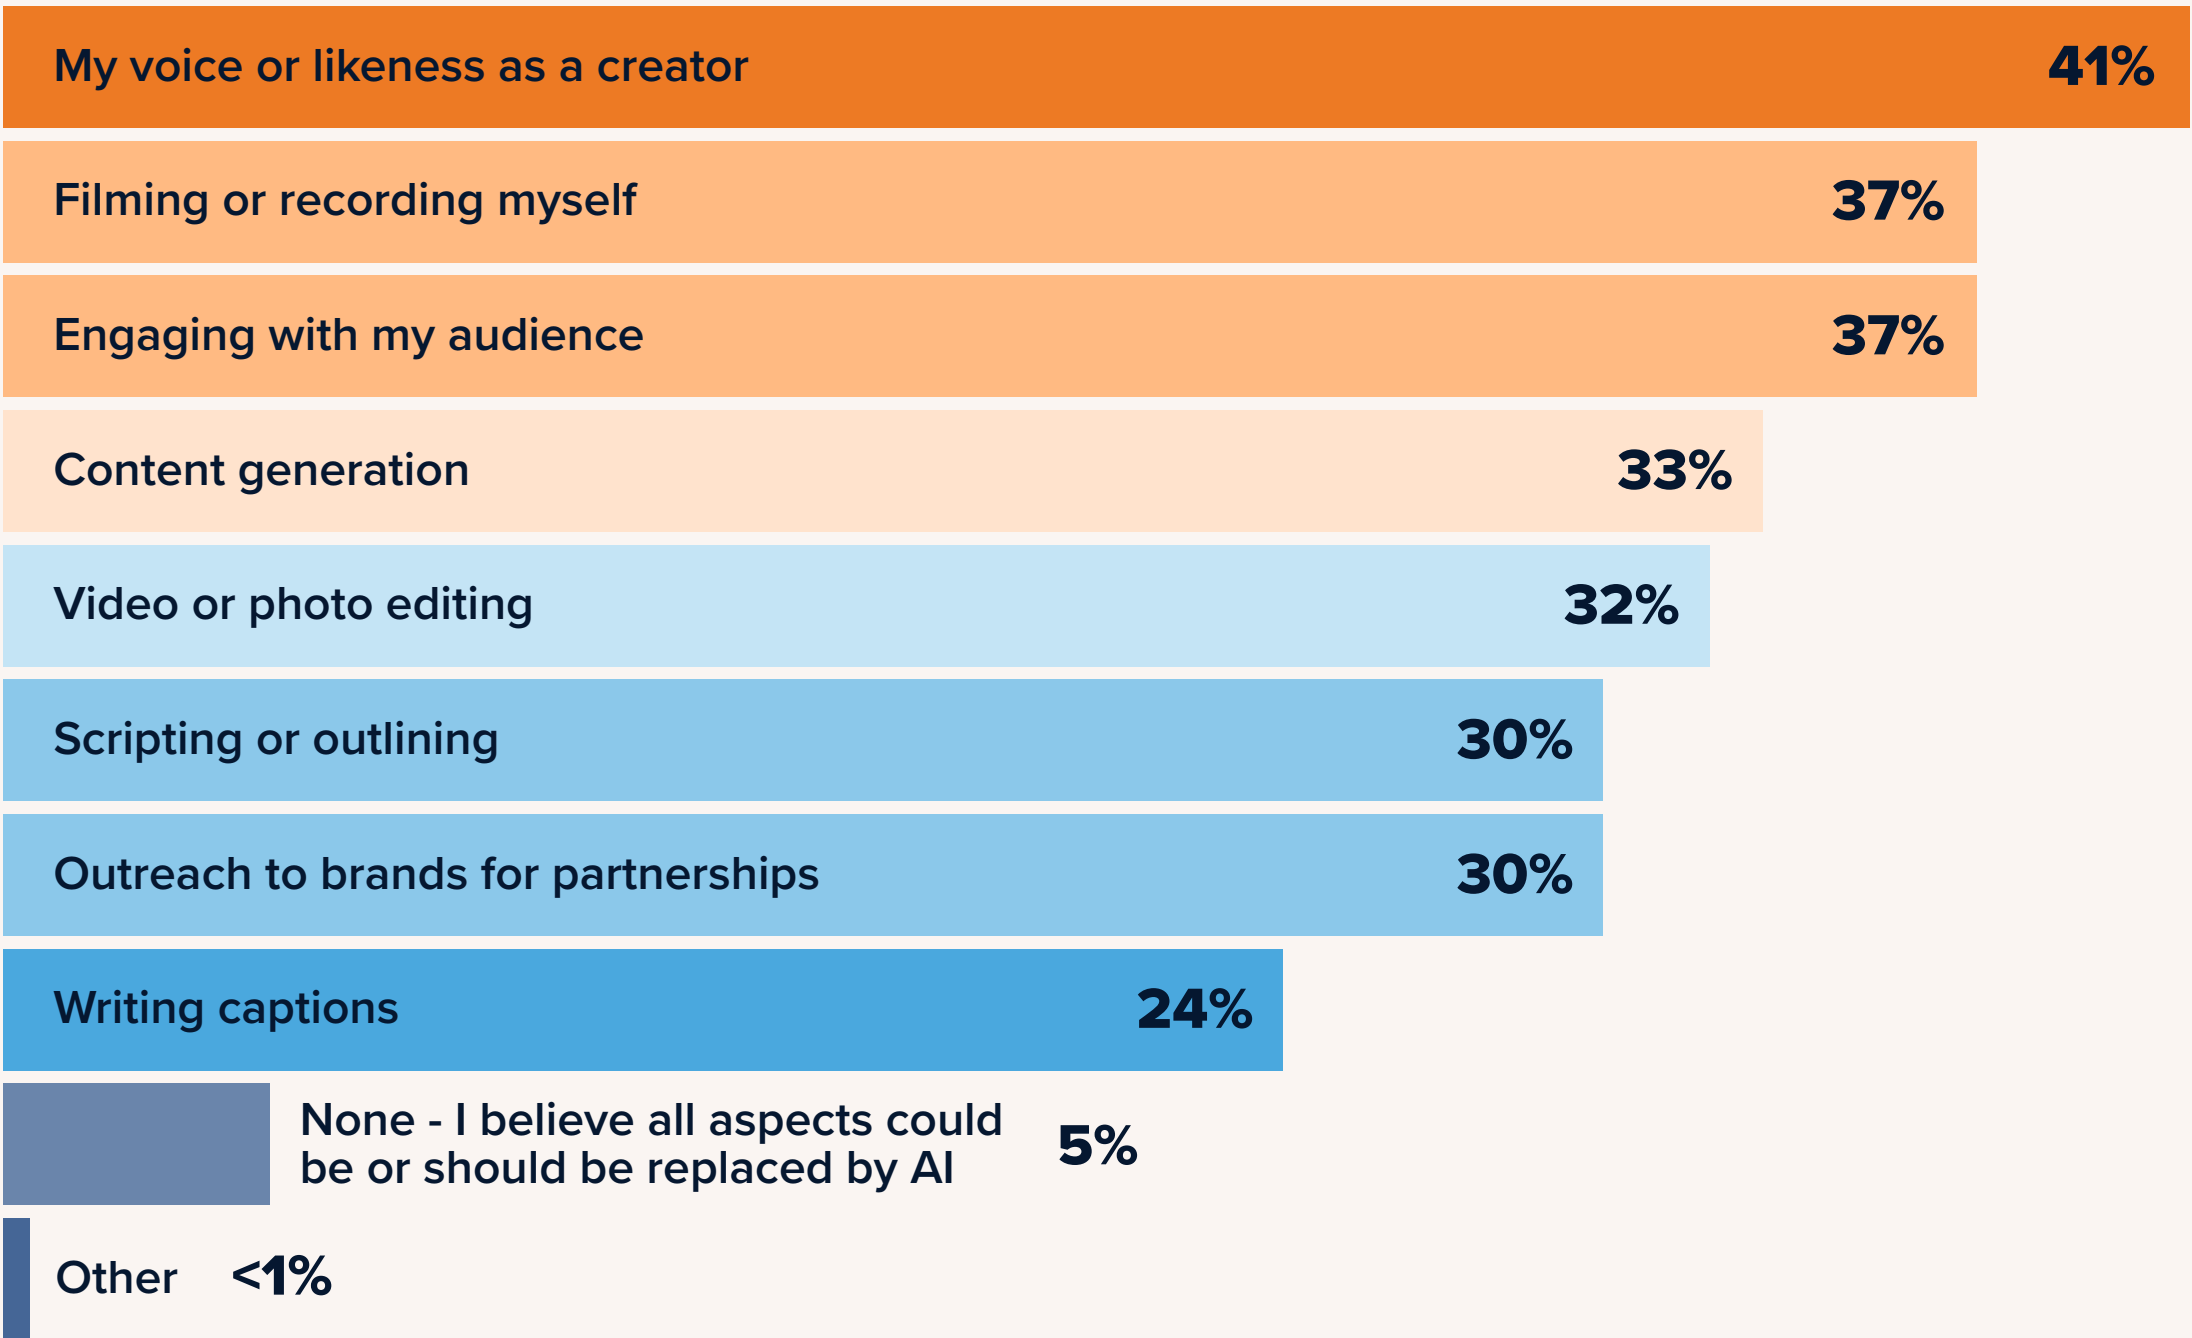 My voice or likeness as a creator 41%
Filming or recording myself 37%
Engaging with my audience 37%
Content generation 33%
Video or photo editing 32%
Scripting or outlining 30%
Outreach to brands for partnerships 30%
Writing captions 24%
None - I believe all aspects could
be or should be replaced by AI 5%
Other <1%